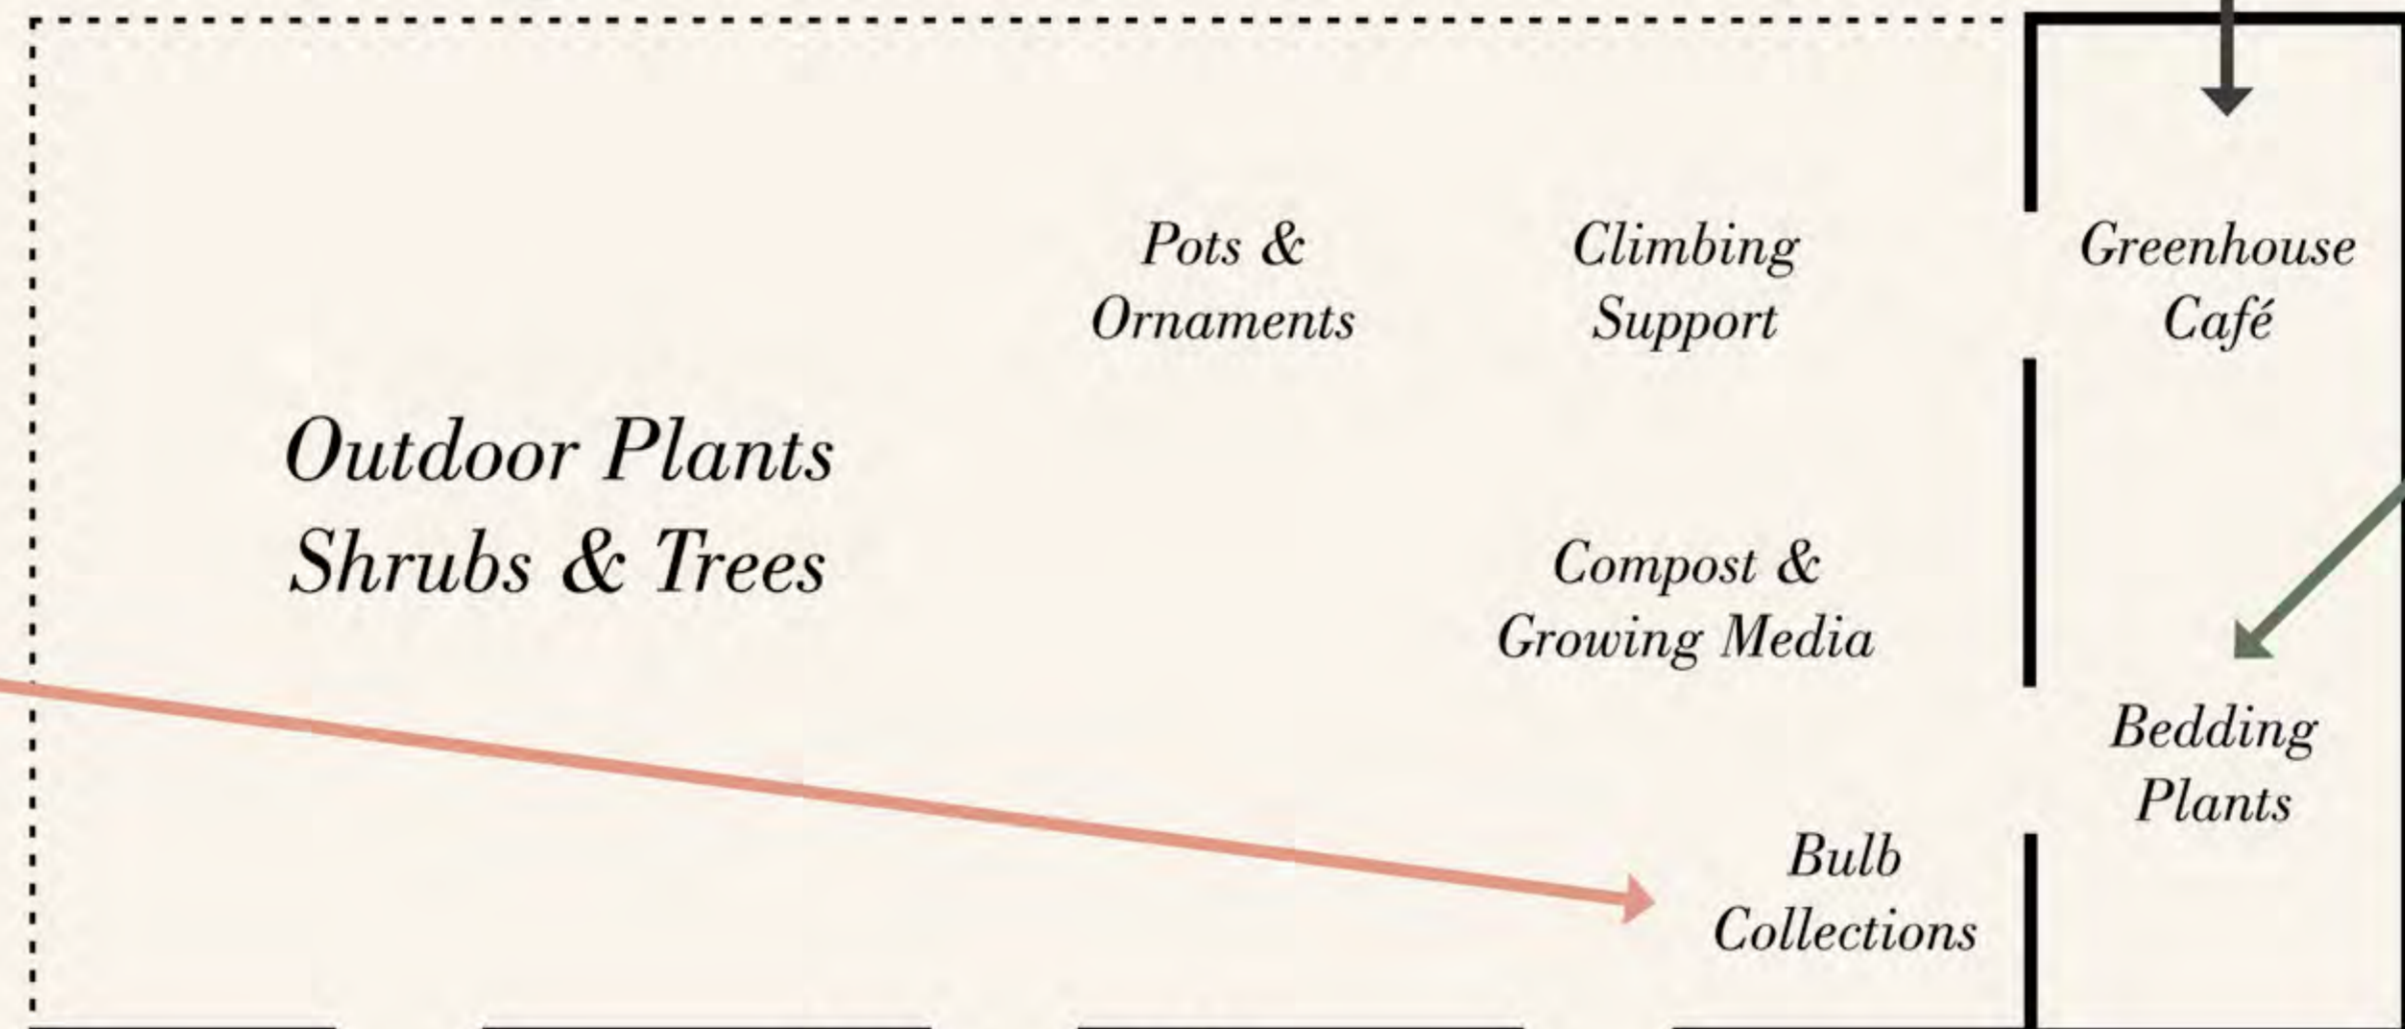 Pots &
Ornaments
Climbing
Support
Greenhouse
Café
Outdoor Plants
Shrubs & Trees
Compost &
Growing Media
Bedding
Plants
Bulb
Collections